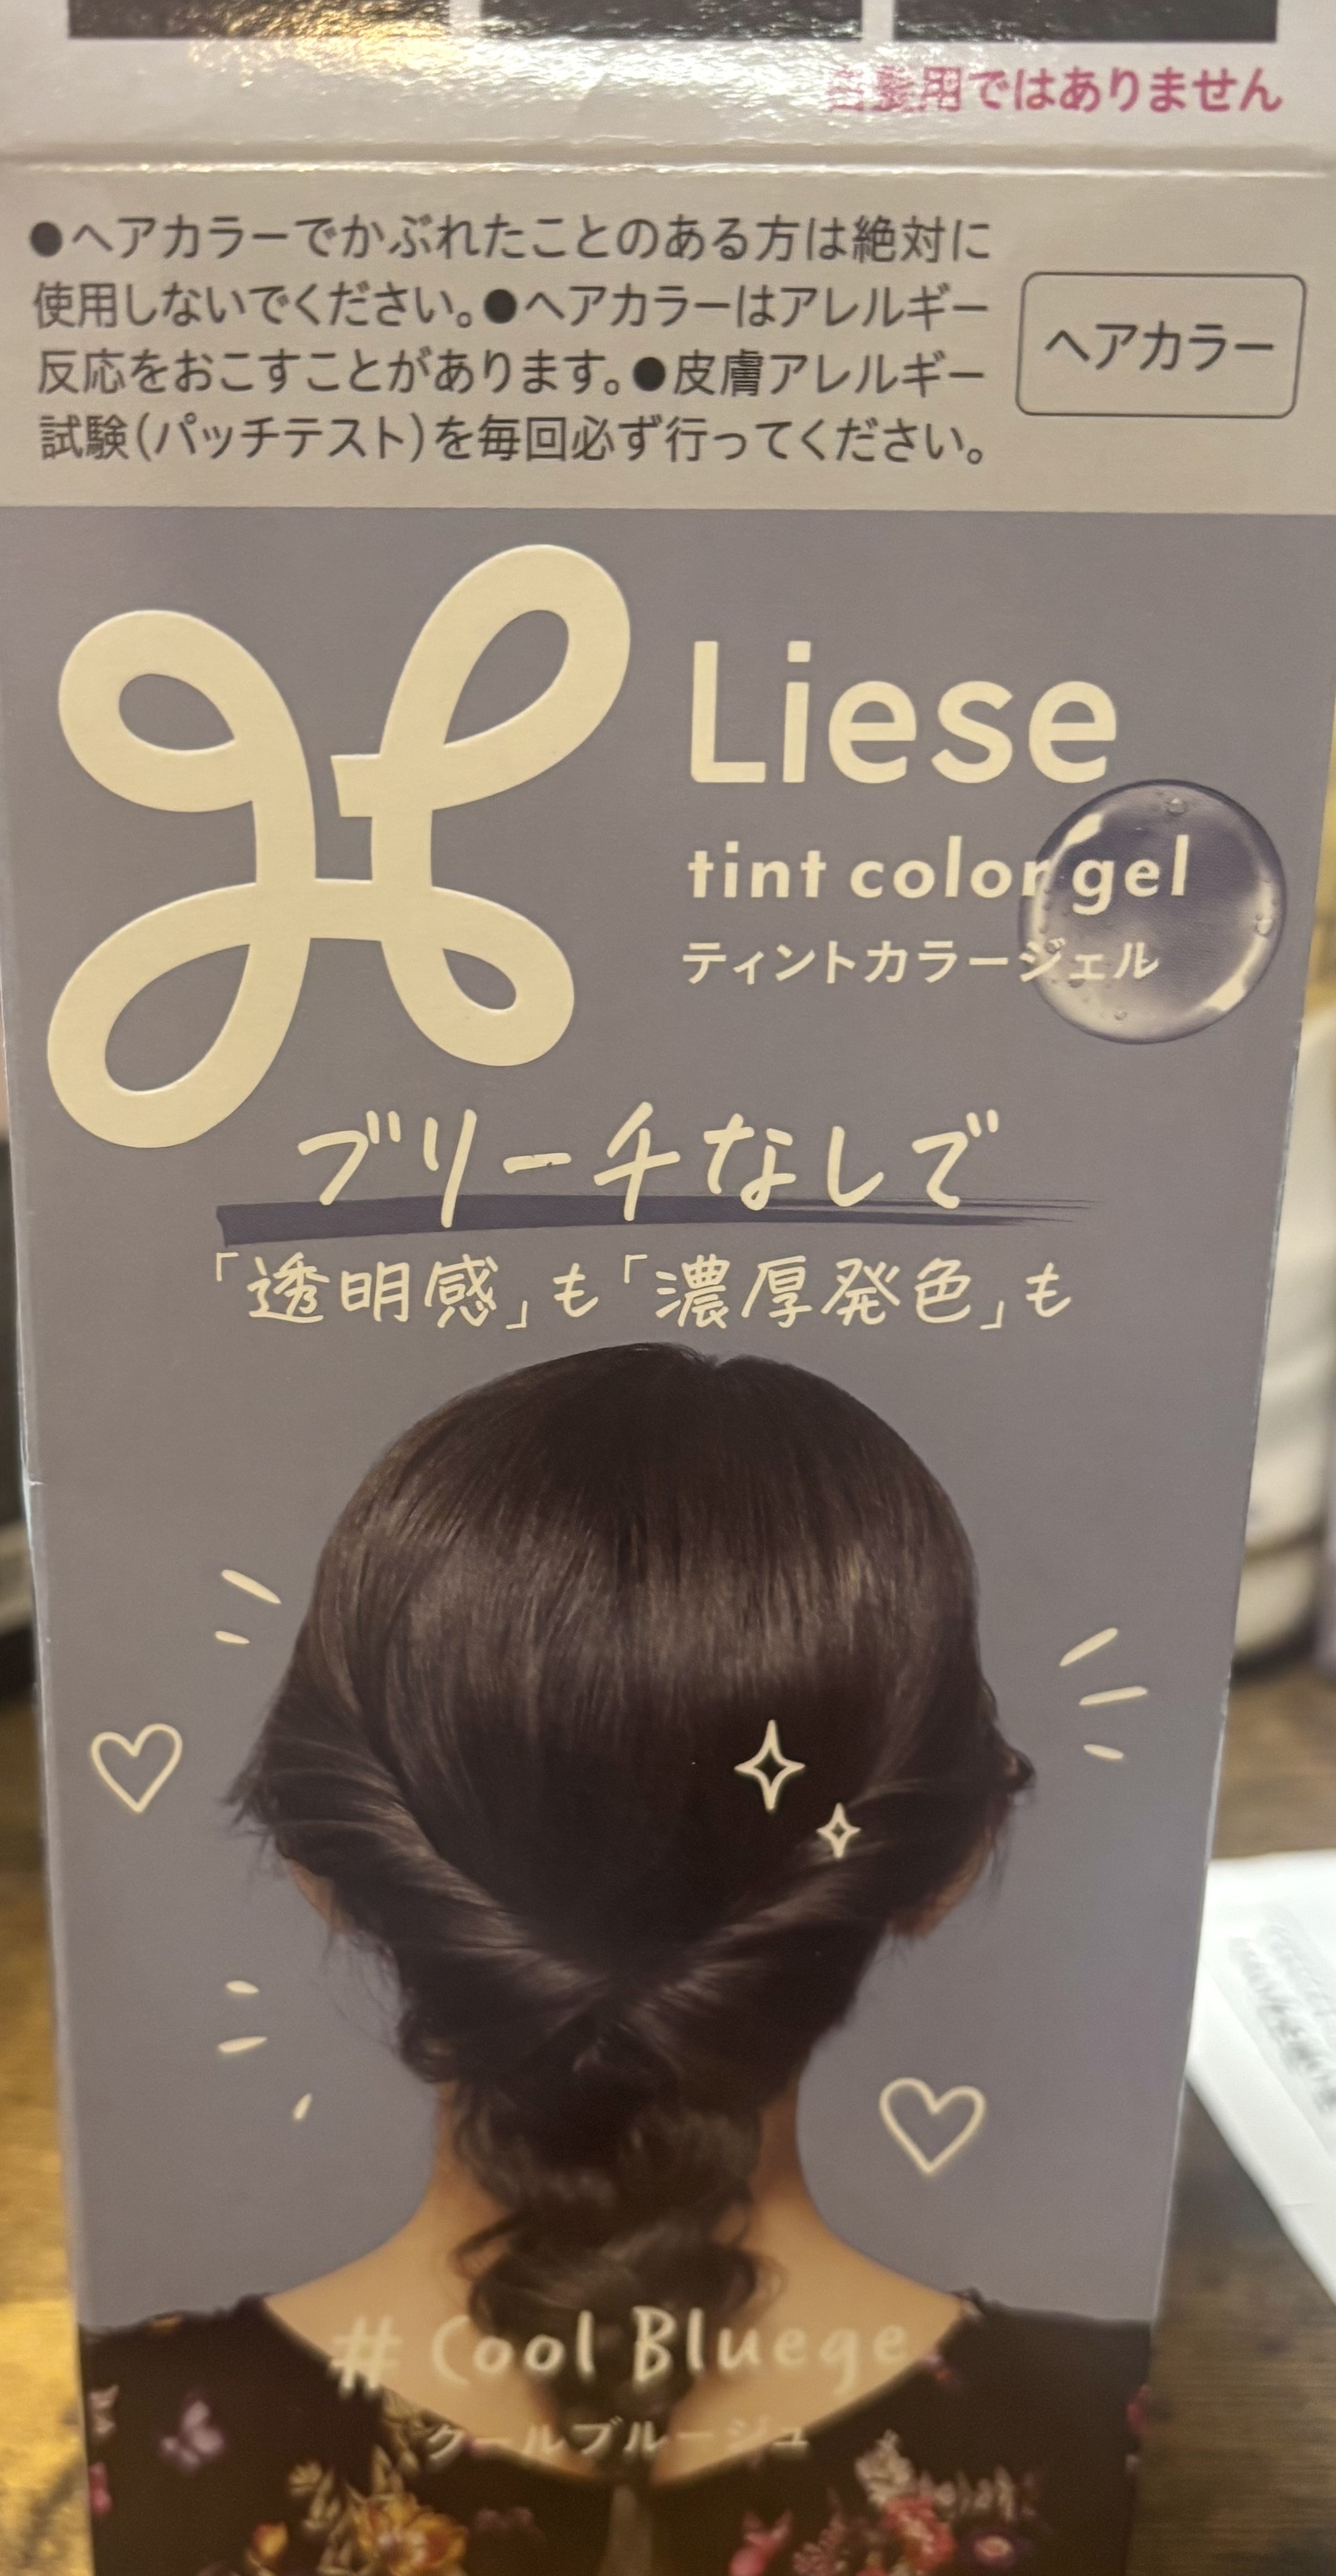 白髪用ではありません
●ヘアカラーでかぶれたことのある方は絶対に
使用しないでください。●ヘアカラーはアレルギー
反応をおこすことがあります。●皮膚アレルギー
試験(パッチテスト)を毎回必ず行ってください。
ヘアカラー
Liese
tint color gel
ティントカラージェル
ブリーチなしで
「透明感」も「濃厚発色」も
# Cool Bluege
クールブルージュ